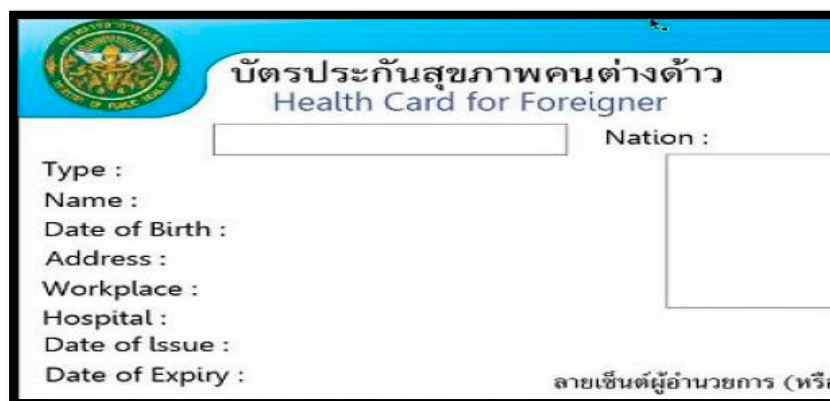 บัตรประกันสุขภาพคนต่างด้าว
Health Card for Foreigner
Nation :
Type :
Name :
Date of Birth :
Address :
Workplace :
Hospital :
Date of Issue :
Date of Expiry :
ลายเซ็นต์ผู้อำนวยการ (หรือ